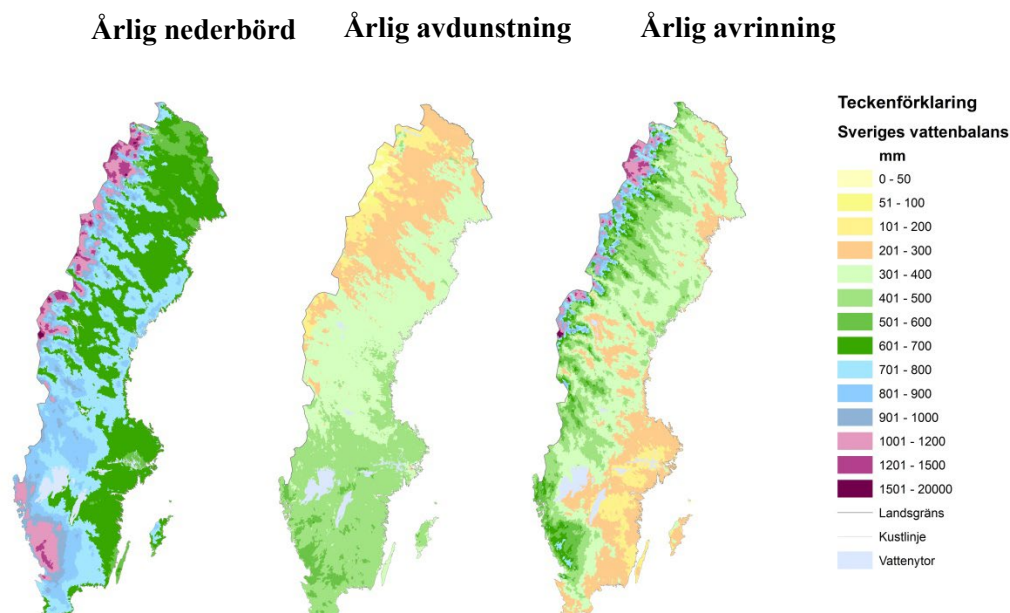 Årlig nederbörd Årlig avdunstning Årlig avrinning
Teckenförklaring
Sveriges vattenbalans
mm
0 - 50
51 - 100
101 - 200
201 - 300
301 - 400
401 - 500
501 - 600
601 - 700
701 - 800
801 - 900
901 - 1000
1001 - 1200
1201 - 1500
1501 - 20000
Landsgräns
Kustlinje
Vattenytor